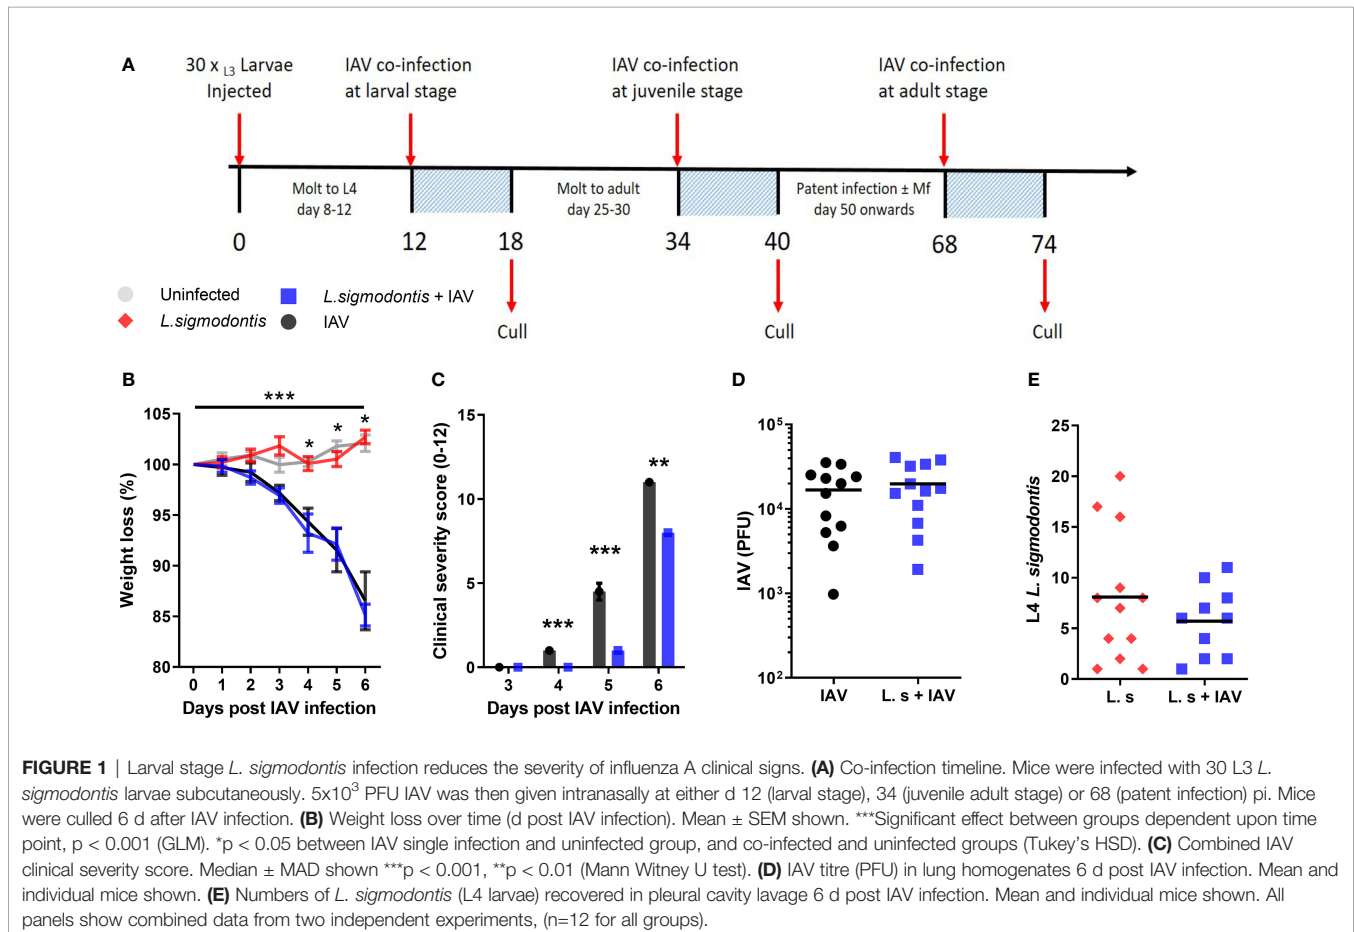 A
30 x L3 Larvae
Injected
IAV co-infection
at larval stage
IAV co-infection
at juvenile stage
IAV co-infection
at adult stage
Molt to L4
day 8-12
Molt to adult
day 25-30
Patent infection ± Mf
day 50 onwards
0
12
18
34
40
68
74
Cull
Cull
Cull
Uninfected
L.sigmodontis
L.sigmodontis + IAV
IAV
B
***
*
*
*
Weight loss (%)
105
100
95
90
85
80
0 1 2 3 4 5 6
Days post IAV infection
C
Clinical severity score (0-12)
15
10
5
0
***
***
**
3 4 5 6
Days post IAV infection
D
IAV (PFU)
10⁵
10⁴
10³
10²
IAV L. s + IAV
E
L4 L. sigmodontis
25
20
15
10
5
0
L. s L. s + IAV
FIGURE 1 | Larval stage L. sigmodontis infection reduces the severity of influenza A clinical signs. (A) Co-infection timeline. Mice were infected with 30 L3 L.
sigmodontis larvae subcutaneously. 5x10³ PFU IAV was then given intranasally at either d 12 (larval stage), 34 (juvenile adult stage) or 68 (patent infection) pi. Mice
were culled 6 d after IAV infection. (B) Weight loss over time (d post IAV infection). Mean ± SEM shown. ***Significant effect between groups dependent upon time
point, p < 0.001 (GLM). *p < 0.05 between IAV single infection and uninfected group, and co-infected and uninfected groups (Tukey's HSD). (C) Combined IAV
clinical severity score. Median ± MAD shown ***p < 0.001, **p < 0.01 (Mann Witney U test). (D) IAV titre (PFU) in lung homogenates 6 d post IAV infection. Mean and
individual mice shown. (E) Numbers of L. sigmodontis (L4 larvae) recovered in pleural cavity lavage 6 d post IAV infection. Mean and individual mice shown. All
panels show combined data from two independent experiments, (n=12 for all groups).